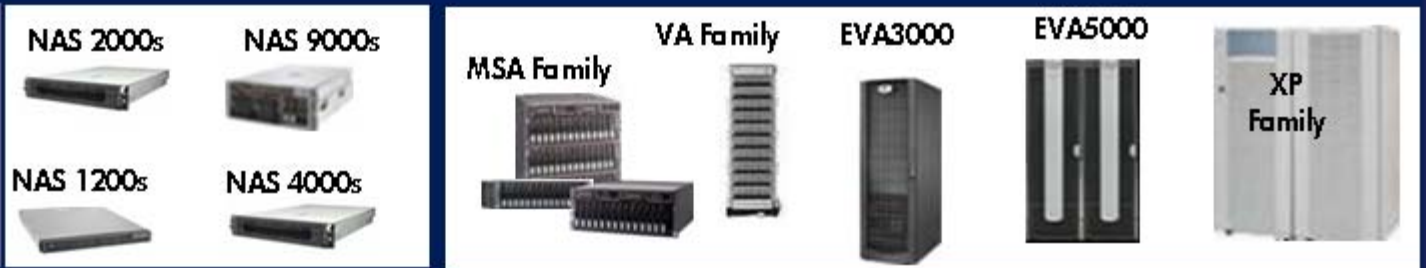 NAS 2000s
NAS 9000s
NAS 1200s
NAS 4000s
MSA Family
VA Family
EVA3000
EVA5000
XP
Family